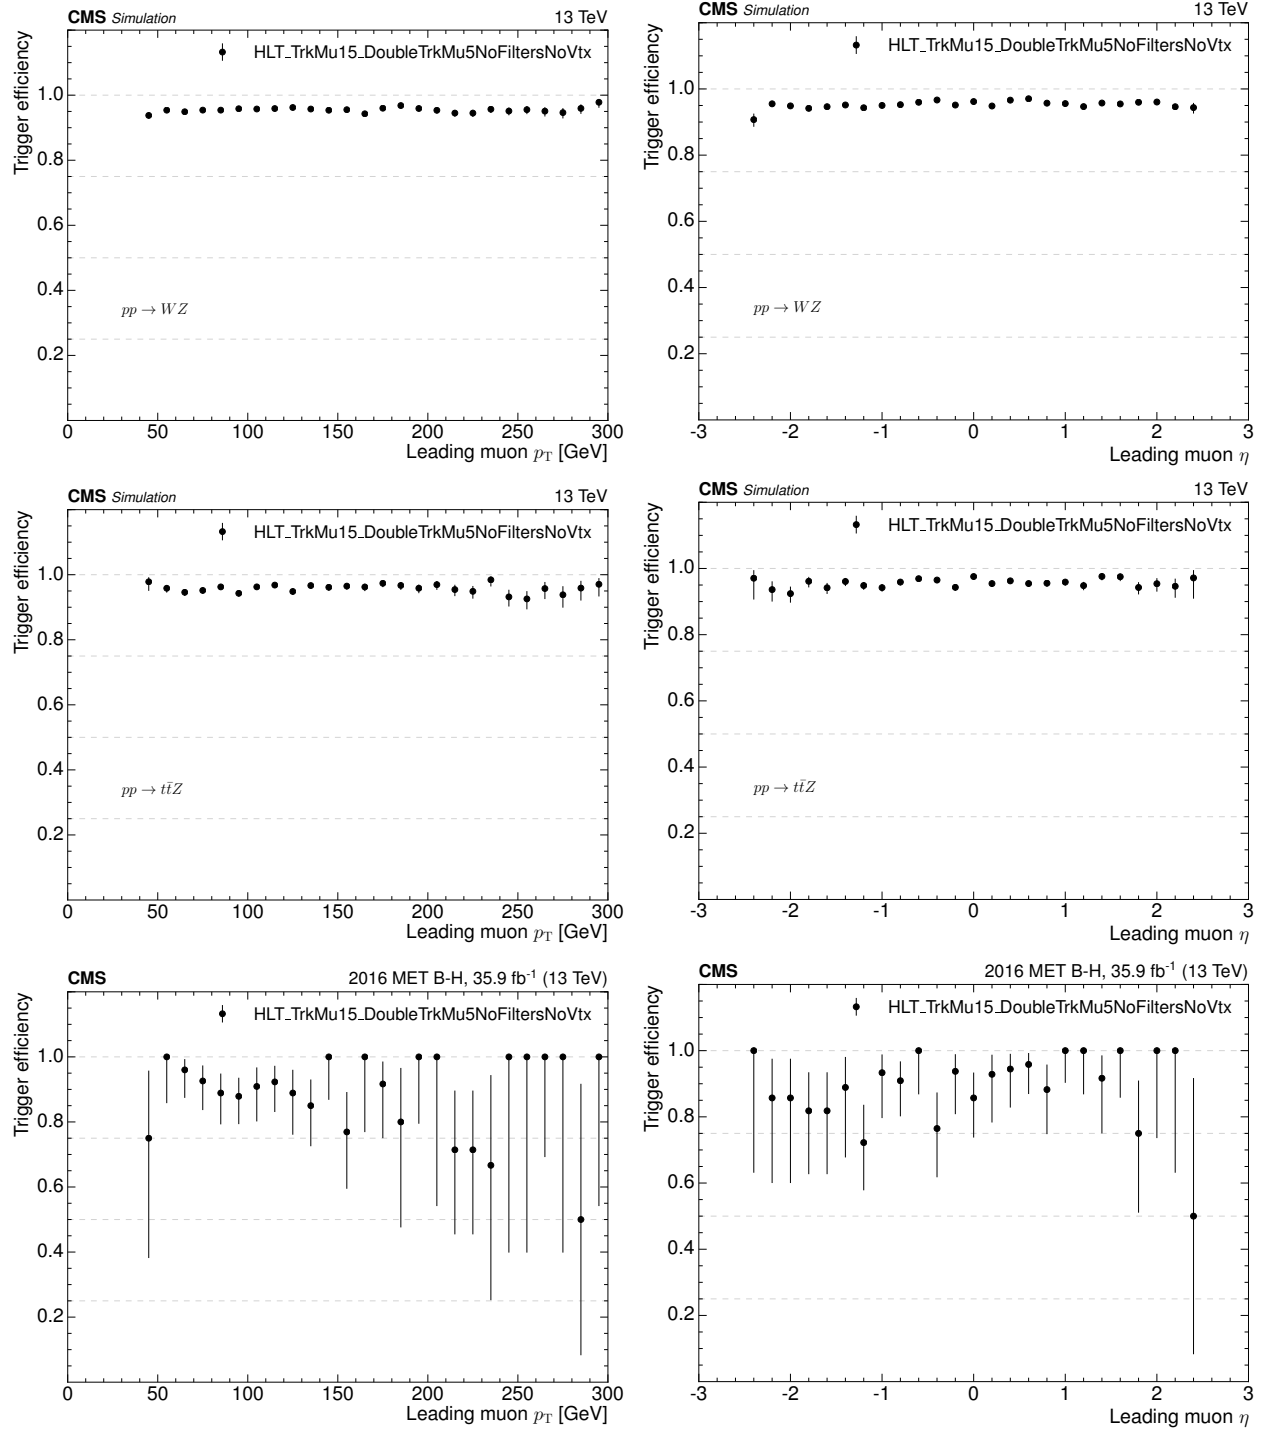 CMS Simulation 13 TeV
HLT_TrkMu15_DoubleTrkMu5NoFiltersNoVtx
Trigger efficiency
1.0
0.8
0.6
0.4
0.2
pp → WZ
0 50 100 150 200 250 300
Leading muon pT [GeV]
CMS Simulation 13 TeV
HLT_TrkMu15_DoubleTrkMu5NoFiltersNoVtx
Trigger efficiency
1.0
0.8
0.6
0.4
0.2
pp → WZ
-3 -2 -1 0 1 2 3
Leading muon η
CMS Simulation 13 TeV
HLT_TrkMu15_DoubleTrkMu5NoFiltersNoVtx
Trigger efficiency
1.0
0.8
0.6
0.4
0.2
pp → tt̄Z
0 50 100 150 200 250 300
Leading muon pT [GeV]
CMS Simulation 13 TeV
HLT_TrkMu15_DoubleTrkMu5NoFiltersNoVtx
Trigger efficiency
1.0
0.8
0.6
0.4
0.2
pp → tt̄Z
-3 -2 -1 0 1 2 3
Leading muon η
CMS 2016 MET B-H, 35.9 fb⁻¹ (13 TeV)
HLT_TrkMu15_DoubleTrkMu5NoFiltersNoVtx
Trigger efficiency
1.0
0.8
0.6
0.4
0.2
0 50 100 150 200 250 300
Leading muon pT [GeV]
CMS 2016 MET B-H, 35.9 fb⁻¹ (13 TeV)
HLT_TrkMu15_DoubleTrkMu5NoFiltersNoVtx
Trigger efficiency
1.0
0.8
0.6
0.4
0.2
-3 -2 -1 0 1 2 3
Leading muon η